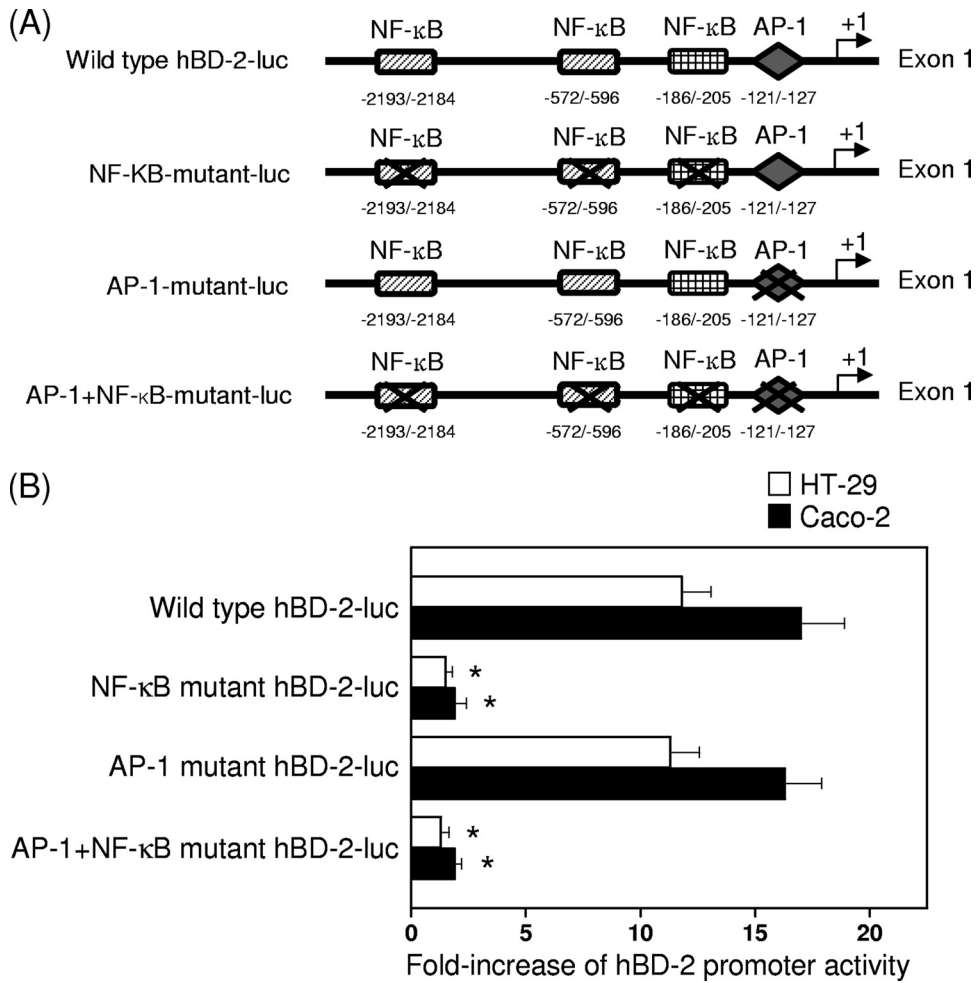 (A)
NF-κB NF-κB NF-κB AP-1 +1
Wild type hBD-2-luc Exon 1
-2193/-2184 -572/-596 -186/-205 -121/-127
NF-κB NF-κB NF-κB AP-1 +1
NF-KB-mutant-luc Exon 1
-2193/-2184 -572/-596 -186/-205 -121/-127
NF-κB NF-κB NF-κB AP-1 +1
AP-1-mutant-luc Exon 1
-2193/-2184 -572/-596 -186/-205 -121/-127
NF-κB NF-κB NF-κB AP-1 +1
AP-1+NF-κB-mutant-luc Exon 1
-2193/-2184 -572/-596 -186/-205 -121/-127
(B)
HT-29
Caco-2
Wild type hBD-2-luc
NF-κB mutant hBD-2-luc * *
AP-1 mutant hBD-2-luc
AP-1+NF-κB mutant hBD-2-luc * *
0 5 10 15 20
Fold-increase of hBD-2 promoter activity